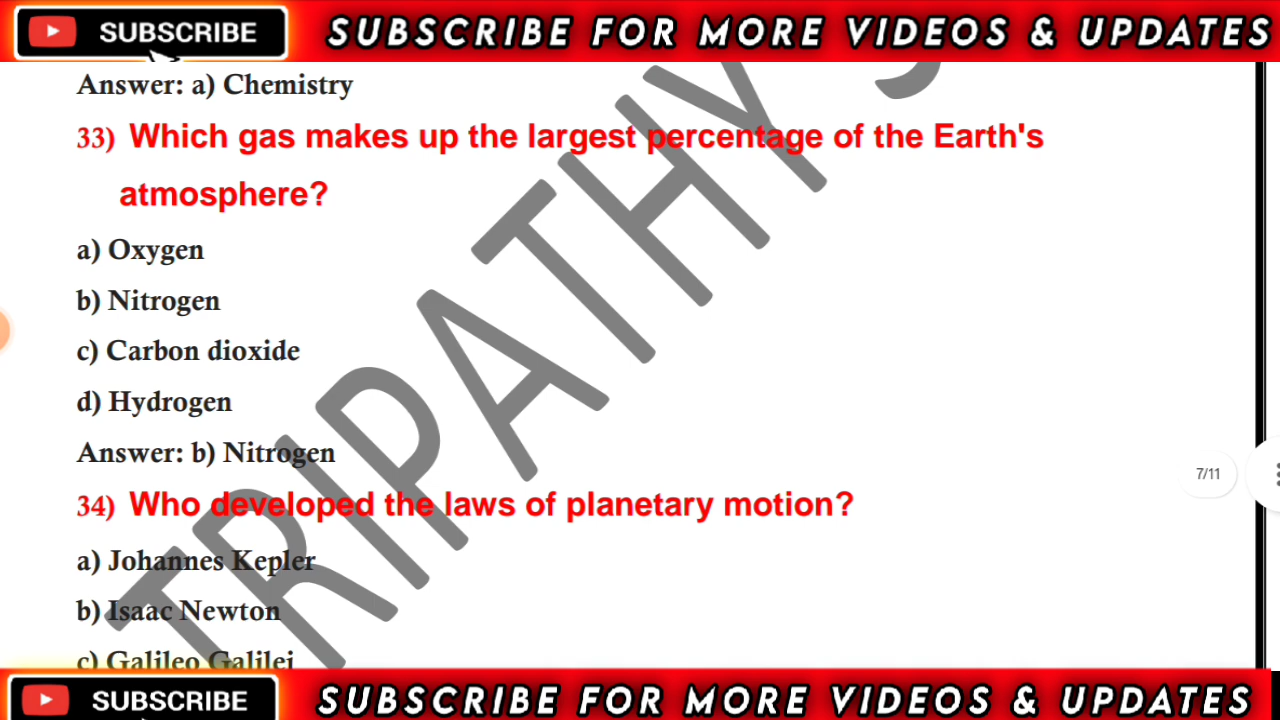 SUBSCRIBE SUBSCRIBE FOR MORE VIDEOS & UPDATES
Answer: a) Chemistry
33) Which gas makes up the largest percentage of the Earth's
atmosphere?
a) Oxygen
b) Nitrogen
c) Carbon dioxide
d) Hydrogen
Answer: b) Nitrogen
7/11
34) Who developed the laws of planetary motion?
a) Johannes Kepler
b) Isaac Newton
c) Galileo Galilei
TRIPATHY
SUBSCRIBE SUBSCRIBE FOR MORE VIDEOS & UPDATES